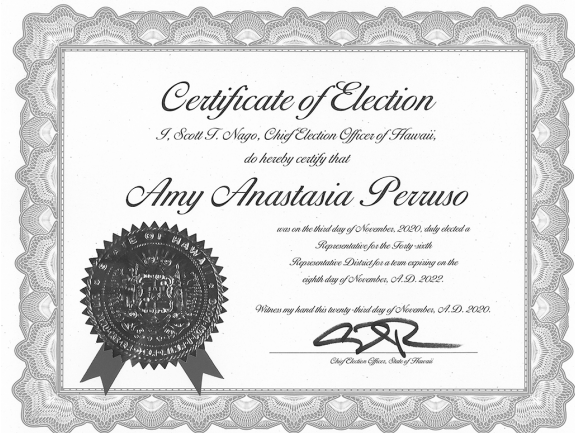 Certificate of Election
I, Scott T. Nago, Chief Election Officer of Hawaii,
do hereby certify that
Amy Anastasia Perruso
was on the third day of November, 2020, duly elected a
Representative for the Forty-sixth
Representative District for a term expiring on the
eighth day of November, A.D. 2022.
Witness my hand this twenty-third day of November, A.D. 2020.
Chief Election Officer, State of Hawaii
STATE OF HAWAII